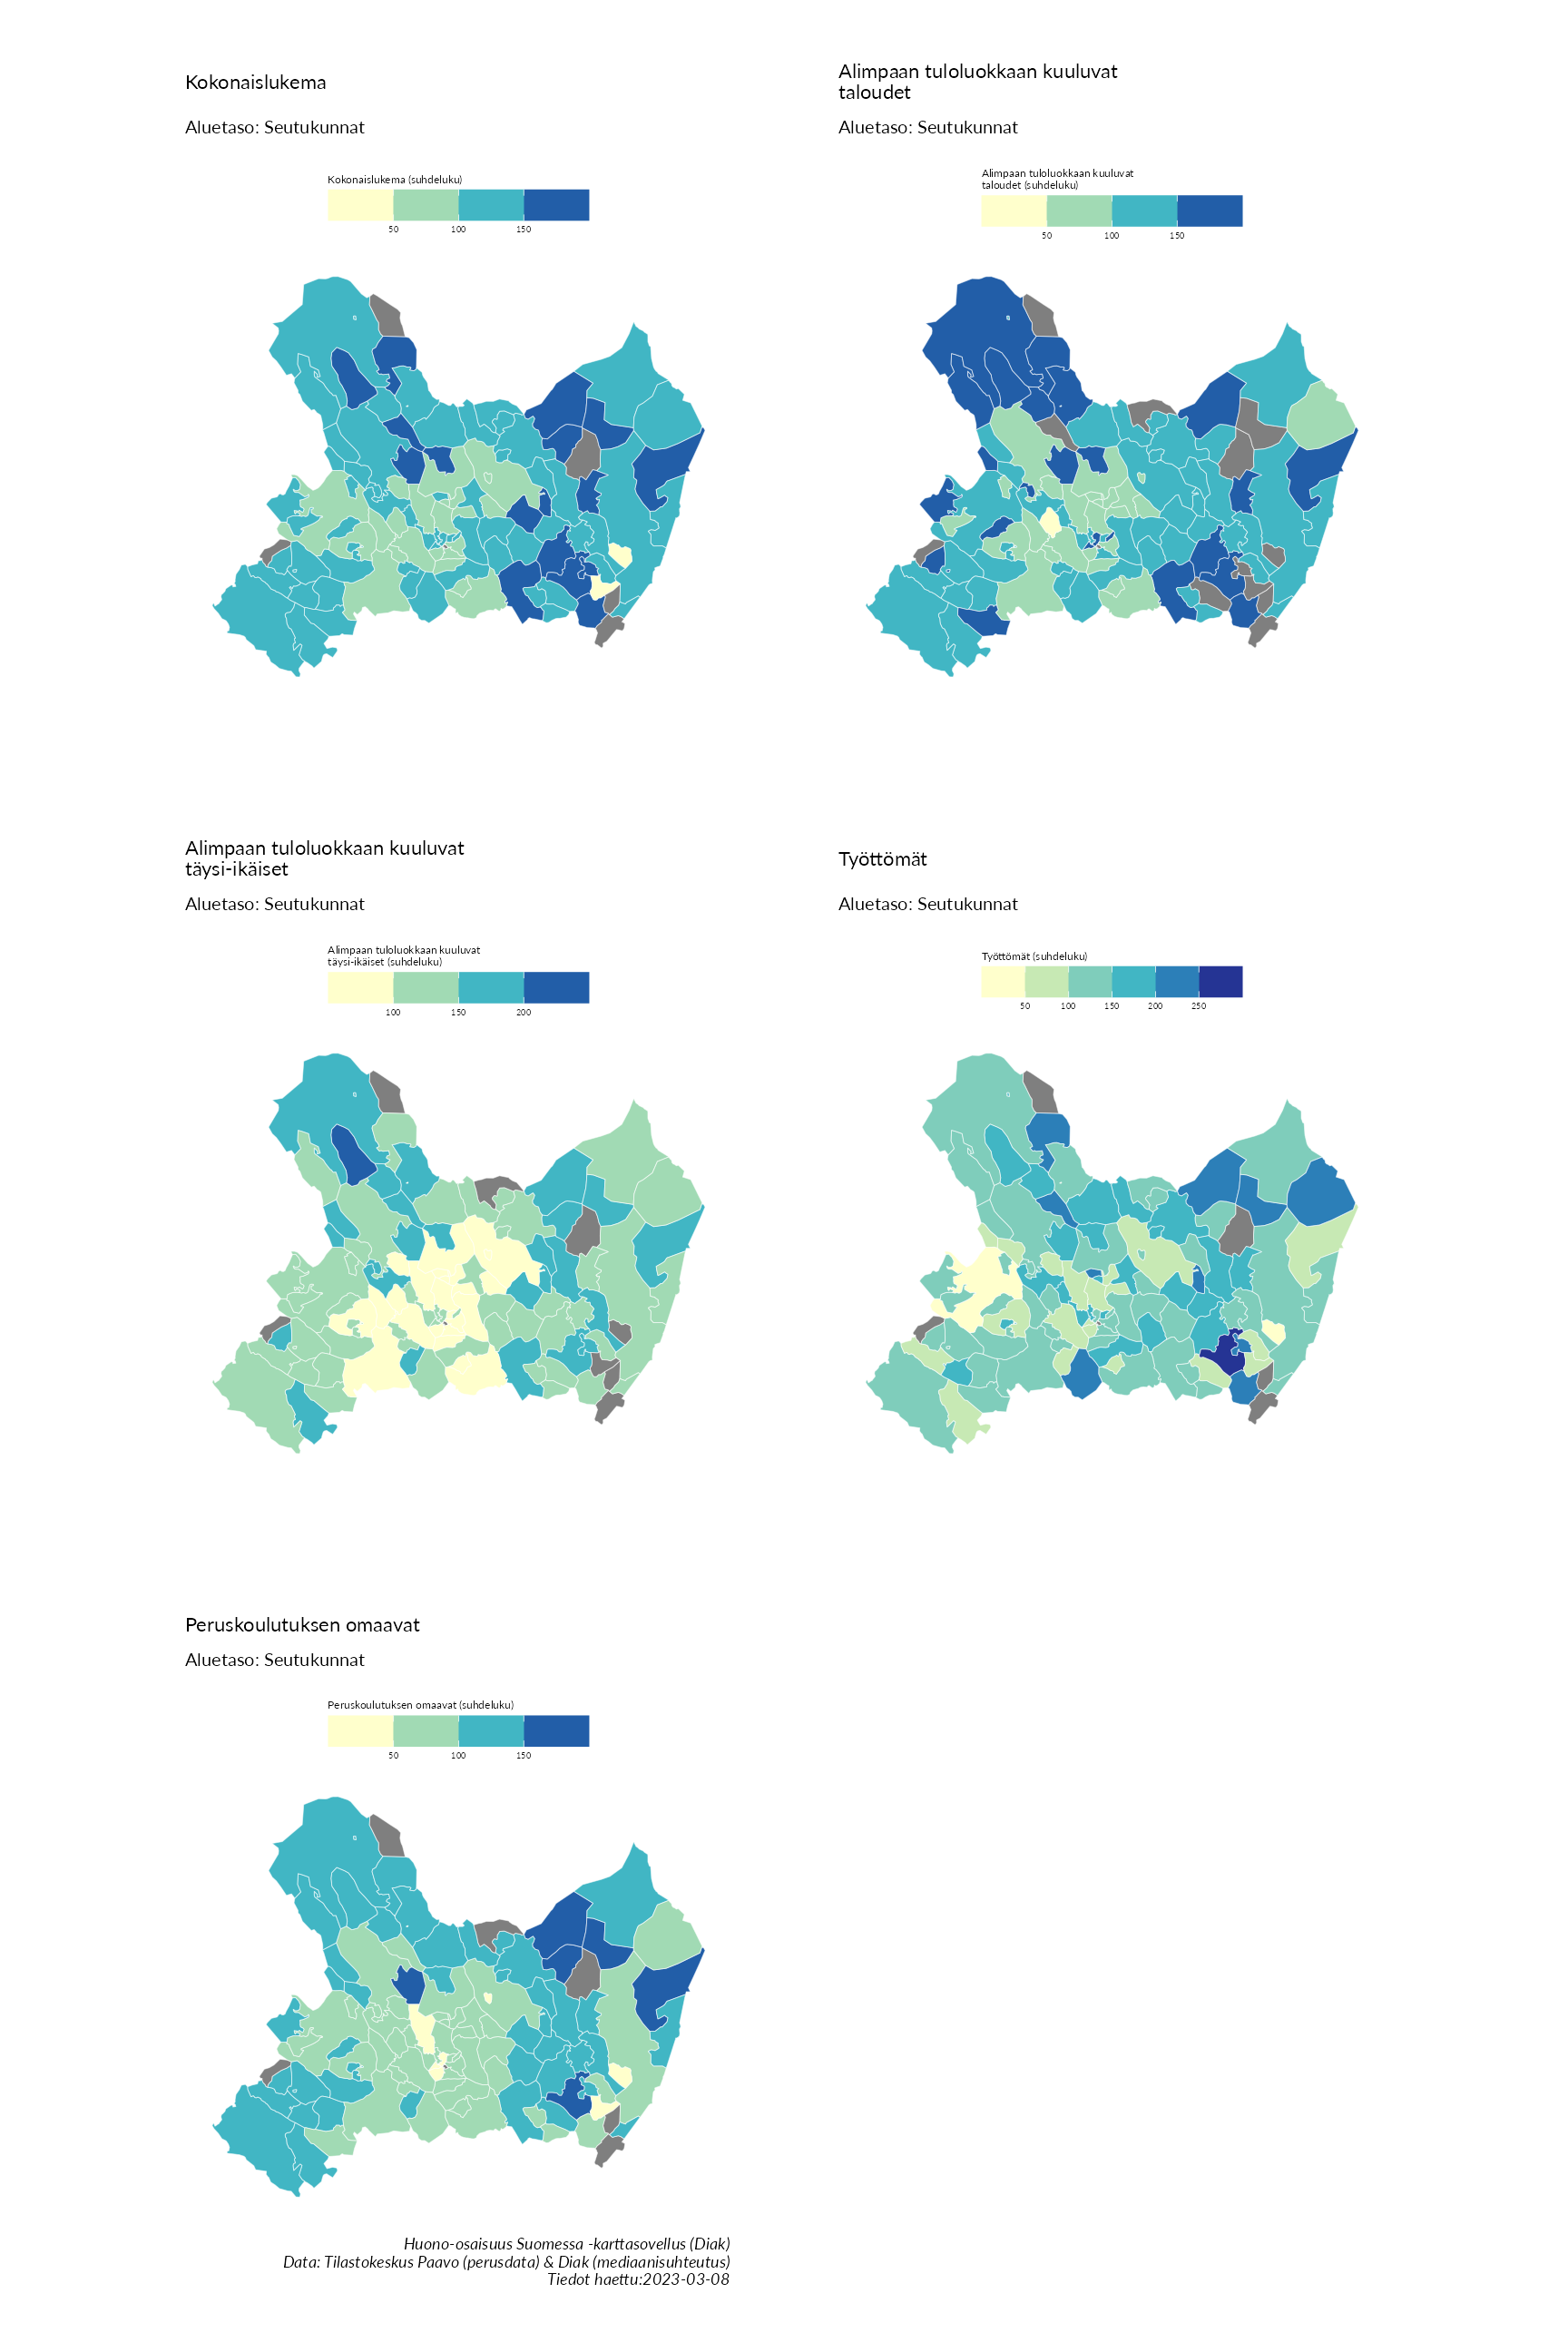 Kokonaislukema
Aluetaso: Seutukunnat
Kokonaislukema (suhdeluku)
50 100 150
Alimpaan tuloluokkaan kuuluvat
taloudet
Aluetaso: Seutukunnat
Alimpaan tuloluokkaan kuuluvat
taloudet (suhdeluku)
50 100 150
Alimpaan tuloluokkaan kuuluvat
täysi-ikäiset
Aluetaso: Seutukunnat
Alimpaan tuloluokkaan kuuluvat
täysi-ikäiset (suhdeluku)
100 150 200
Työttömät
Aluetaso: Seutukunnat
Työttömät (suhdeluku)
50 100 150 200 250
Peruskoulutuksen omaavat
Aluetaso: Seutukunnat
Peruskoulutuksen omaavat (suhdeluku)
50 100 150
Huono-osaisuus Suomessa -karttasovellus (Diak)
Data: Tilastokeskus Paavo (perusdata) & Diak (mediaanisuhteutus)
Tiedot haettu:2023-03-08